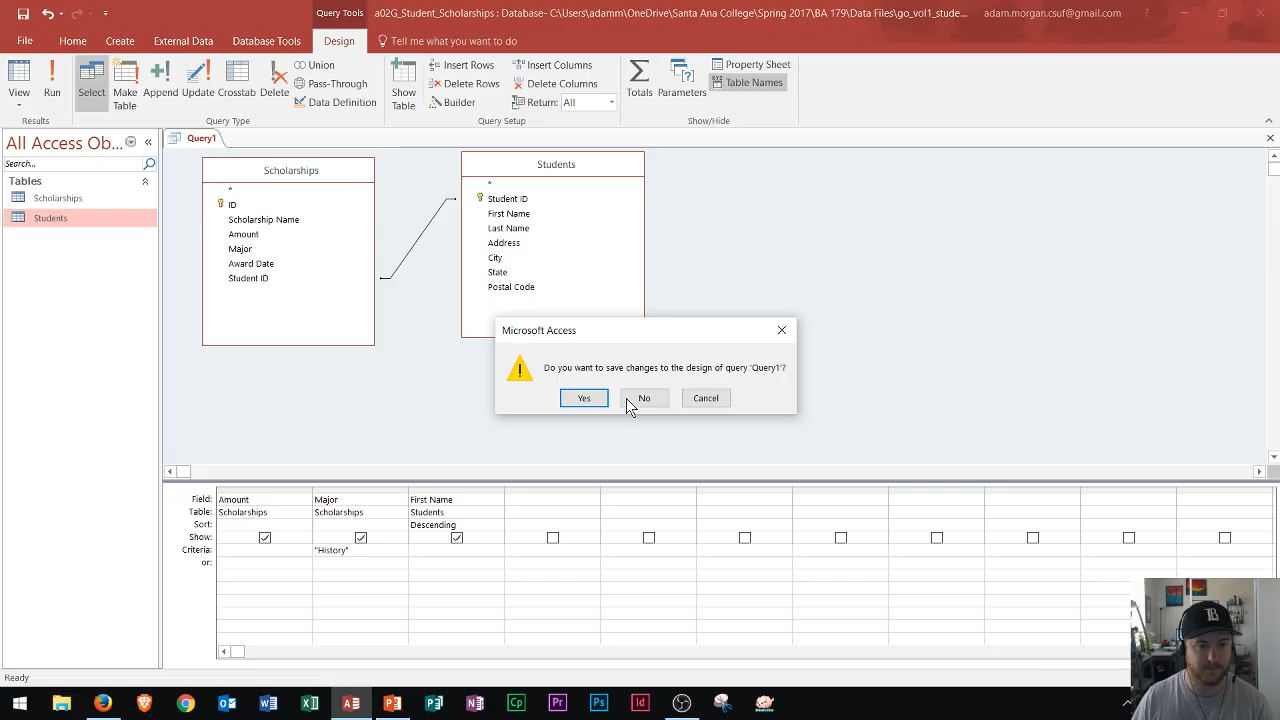 Query Tools
a02G_Student_Scholarships : Database- C:\Users\adamm\OneDrive\Santa Ana College\Spring 2017\BA 179\Data Files\go_vol1_stude...
adam.morgan.csuf@gmail.com
?
File
Home
Create
External Data
Database Tools
Design
Tell me what you want to do
View
Run
Select
Make Table
Append
Update
Crosstab
Delete
Union
Pass-Through
Data Definition
Show Table
Insert Rows
Delete Rows
Builder
Insert Columns
Delete Columns
Return: All
Totals
Parameters
Property Sheet
Table Names
Results
Query Type
Query Setup
Show/Hide
All Access Ob...
Search...
Tables
Scholarships
Students
Query1
Scholarships
*
ID
Scholarship Name
Amount
Major
Award Date
Student ID
Students
*
Student ID
First Name
Last Name
Address
City
State
Postal Code
Microsoft Access
Do you want to save changes to the design of query 'Query1'?
Yes
No
Cancel
Field: Amount Major First Name
Table: Scholarships Scholarships Students
Sort: Descending
Show:
Criteria: "History"
or:
Ready